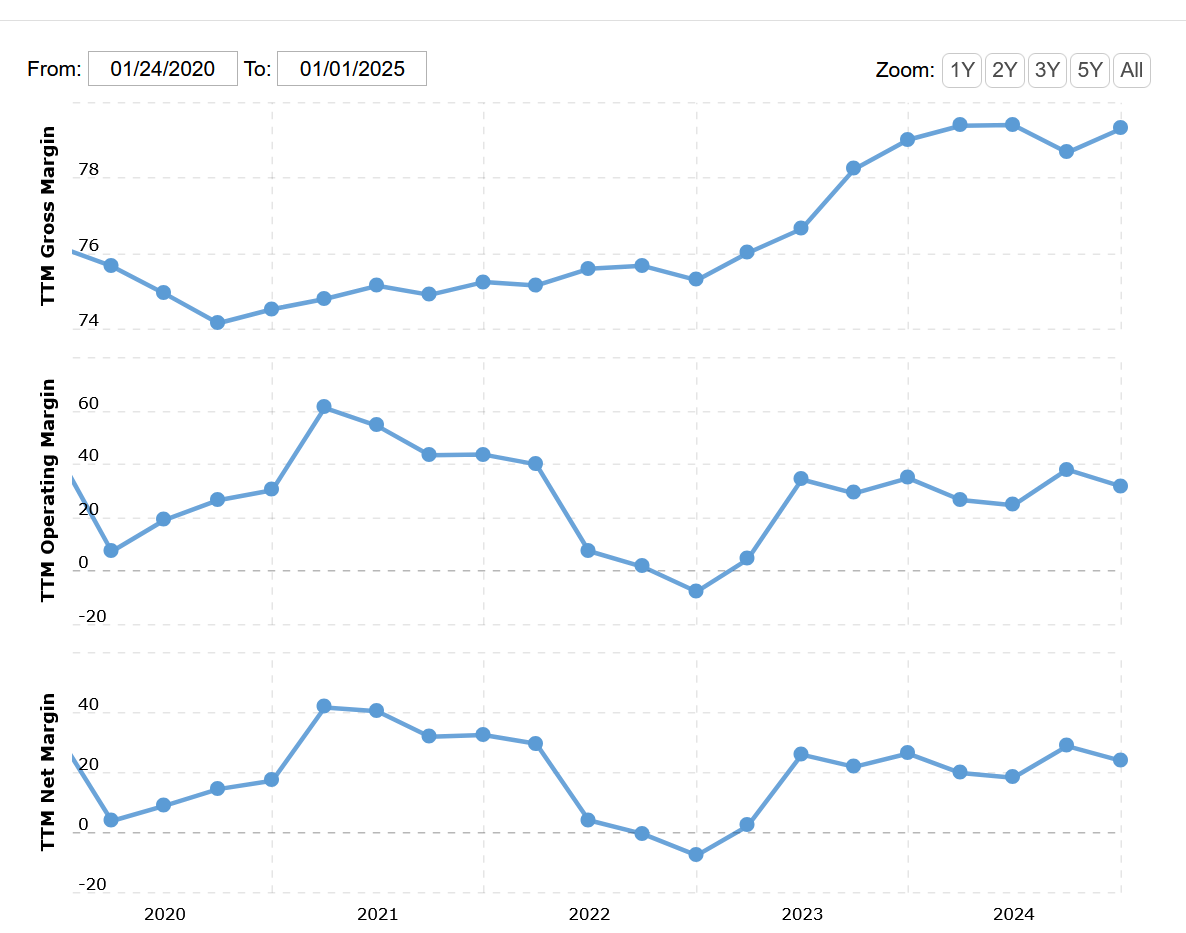 From: 01/24/2020 To: 01/01/2025 Zoom: 1Y 2Y 3Y 5Y All
TTM Gross Margin
78
76
74
TTM Operating Margin
60
40
20
0
-20
TTM Net Margin
40
20
0
-20
2020 2021 2022 2023 2024